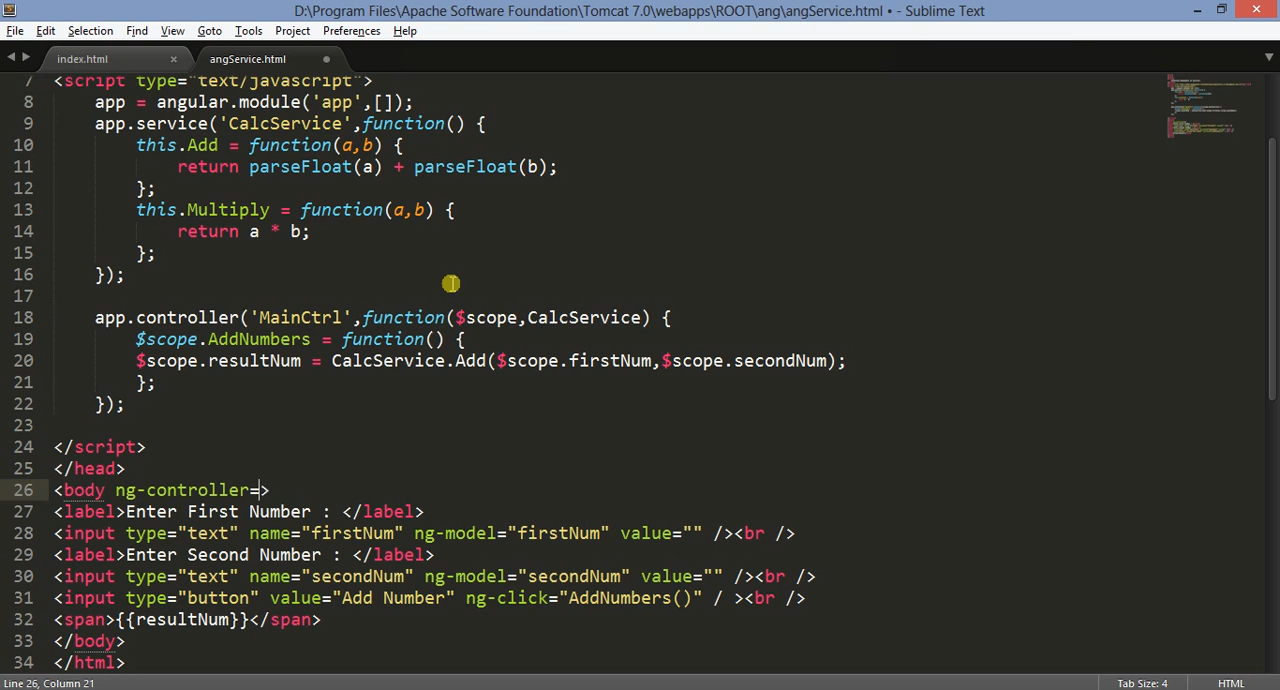 D:\Program Files\Apache Software Foundation\Tomcat 7.0\webapps\ROOT\ang\angService.html • - Sublime Text
File Edit Selection Find View Goto Tools Project Preferences Help
index.html × angService.html
7 <script type="text/javascript">
8 app = angular.module('app',[]);
9 app.service('CalcService',function() {
10 this.Add = function(a,b) {
11 return parseFloat(a) + parseFloat(b);
12 };
13 this.Multiply = function(a,b) {
14 return a * b;
15 };
16 });
17
18 app.controller('MainCtrl',function($scope,CalcService) {
19 $scope.AddNumbers = function() {
20 $scope.resultNum = CalcService.Add($scope.firstNum,$scope.secondNum);
21 };
22 });
23
24 </script>
25 </head>
26 <body ng-controller=>
27 <label>Enter First Number : </label>
28 <input type="text" name="firstNum" ng-model="firstNum" value="" /><br />
29 <label>Enter Second Number : </label>
30 <input type="text" name="secondNum" ng-model="secondNum" value="" /><br />
31 <input type="button" value="Add Number" ng-click="AddNumbers()" / ><br />
32 <span>{{resultNum}}</span>
33 </body>
34 </html>
Line 26, Column 21 Tab Size: 4 HTML